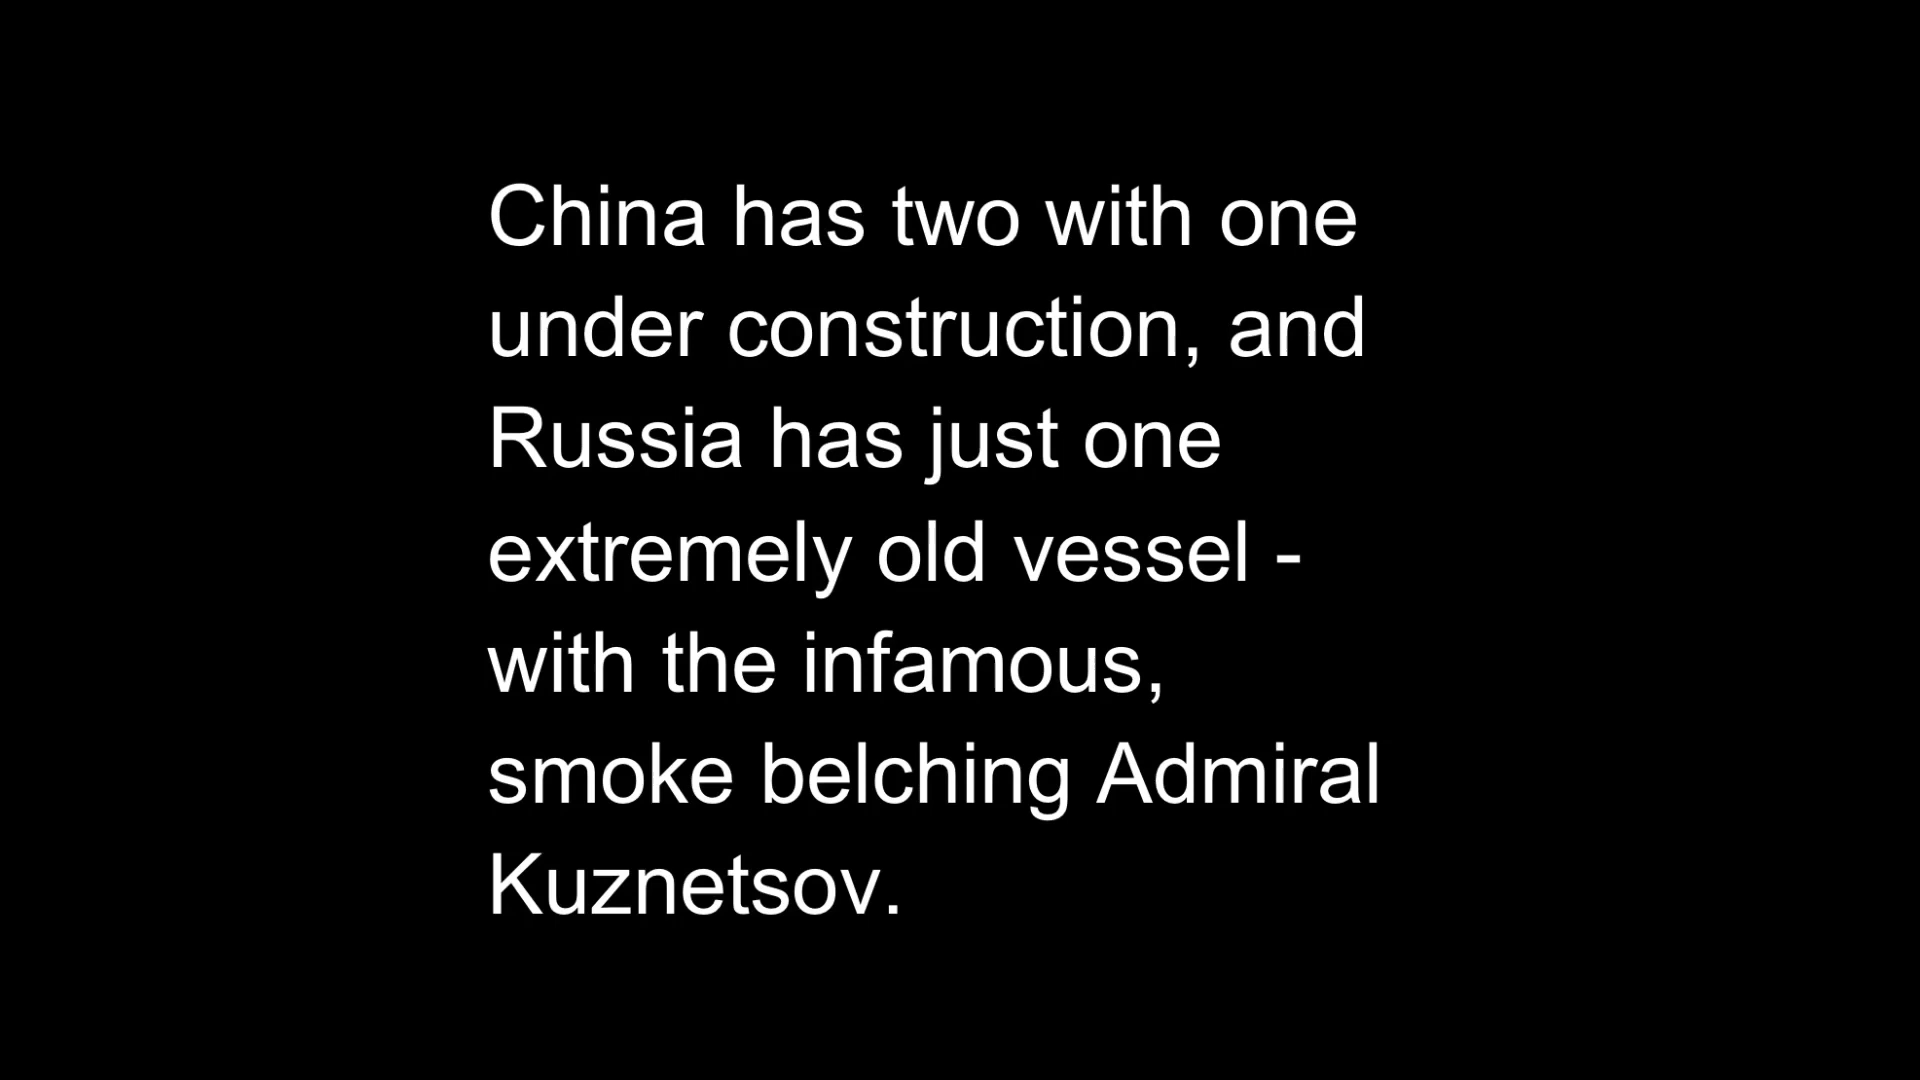 China has two with one
under construction, and
Russia has just one
extremely old vessel -
with the infamous,
smoke belching Admiral
Kuznetsov.